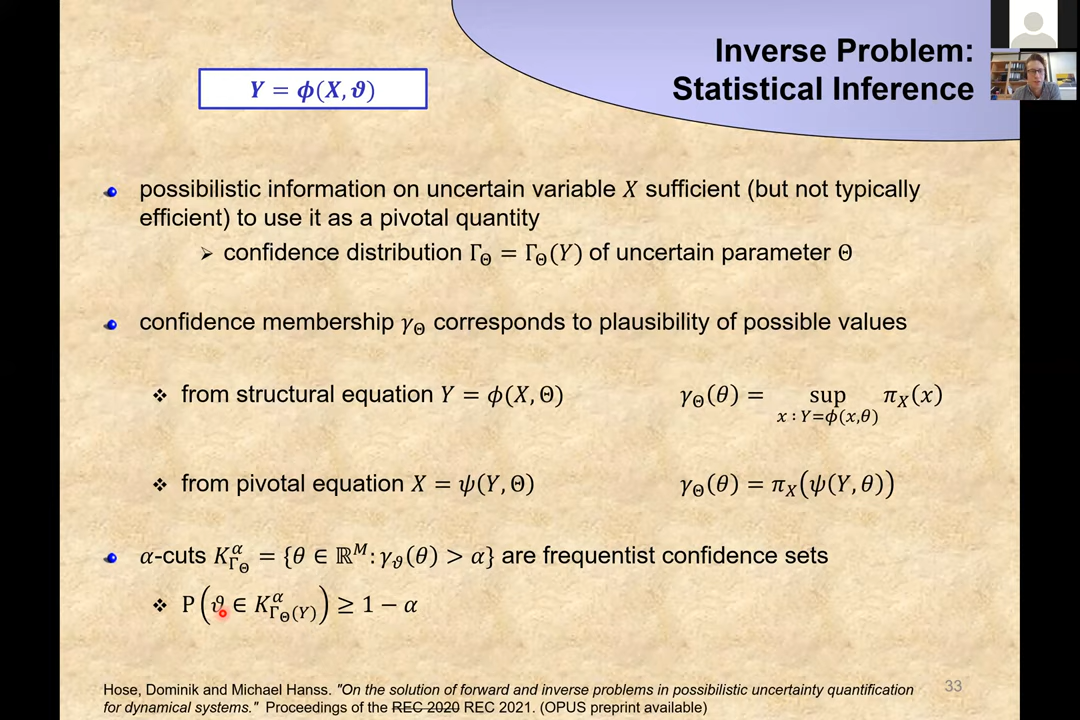 Inverse Problem:
Statistical Inference
𝒀 = 𝝓(𝑿, 𝝑)
possibilistic information on uncertain variable 𝑋 sufficient (but not typically
efficient) to use it as a pivotal quantity
➢ confidence distribution Γ_Θ = Γ_Θ(𝑌) of uncertain parameter Θ
confidence membership 𝛾_Θ corresponds to plausibility of possible values
❖ from structural equation 𝑌 = 𝜙(𝑋, Θ) 𝛾_Θ(𝜃) = sup_{𝑥 : 𝑌=𝜙(𝑥,𝜃)} 𝜋_𝑋(𝑥)
❖ from pivotal equation 𝑋 = 𝜓(𝑌, Θ) 𝛾_Θ(𝜃) = 𝜋_𝑋(𝜓(𝑌, 𝜃))
𝛼-cuts 𝐾^𝛼_{Γ_Θ} = {𝜃 ∈ ℝ^𝑀: 𝛾_𝜗(𝜃) > 𝛼} are frequentist confidence sets
❖ P(𝜗 ∈ 𝐾^𝛼_{Γ_Θ(𝑌)}) ≥ 1 − 𝛼
Hose, Dominik and Michael Hanss. "On the solution of forward and inverse problems in possibilistic uncertainty quantification
for dynamical systems." Proceedings of the REC 2020 REC 2021. (OPUS preprint available)
33